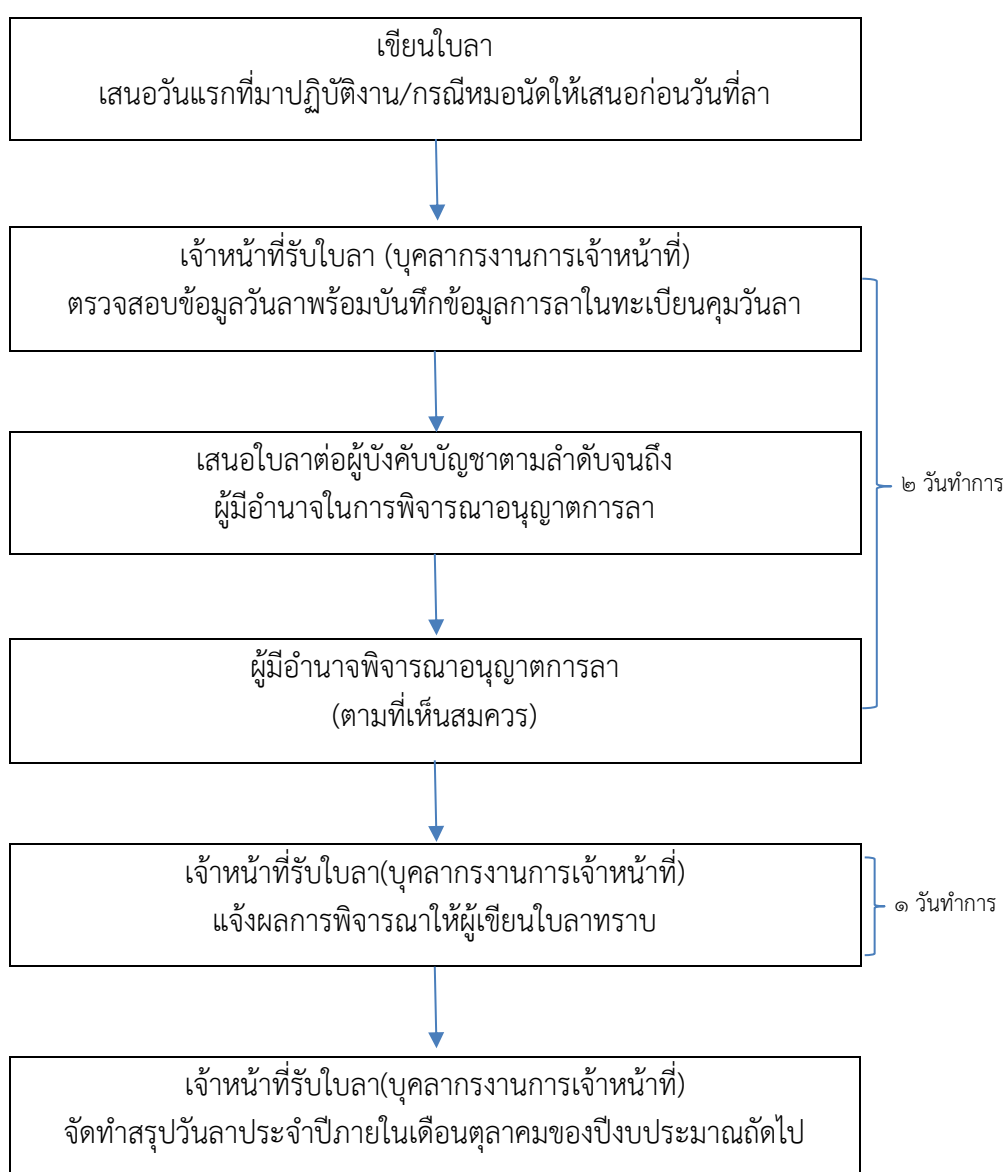 เขียนใบลา
เสนอวันแรกที่มาปฏิบัติงาน/กรณีหมอนัดให้เสนอก่อนวันที่ลา
เจ้าหน้าที่รับใบลา (บุคลากรงานการเจ้าหน้าที่)
ตรวจสอบข้อมูลวันลาพร้อมบันทึกข้อมูลการลาในทะเบียนคุมวันลา
เสนอใบลาต่อผู้บังคับบัญชาตามลำดับจนถึง
ผู้มีอำนาจในการพิจารณาอนุญาตการลา
๒ วันทำการ
ผู้มีอำนาจพิจารณาอนุญาตการลา
(ตามที่เห็นสมควร)
เจ้าหน้าที่รับใบลา(บุคลากรงานการเจ้าหน้าที่)
แจ้งผลการพิจารณาให้ผู้เขียนใบลาทราบ
๑ วันทำการ
เจ้าหน้าที่รับใบลา(บุคลากรงานการเจ้าหน้าที่)
จัดทำสรุปวันลาประจำปีภายในเดือนตุลาคมของปีงบประมาณถัดไป